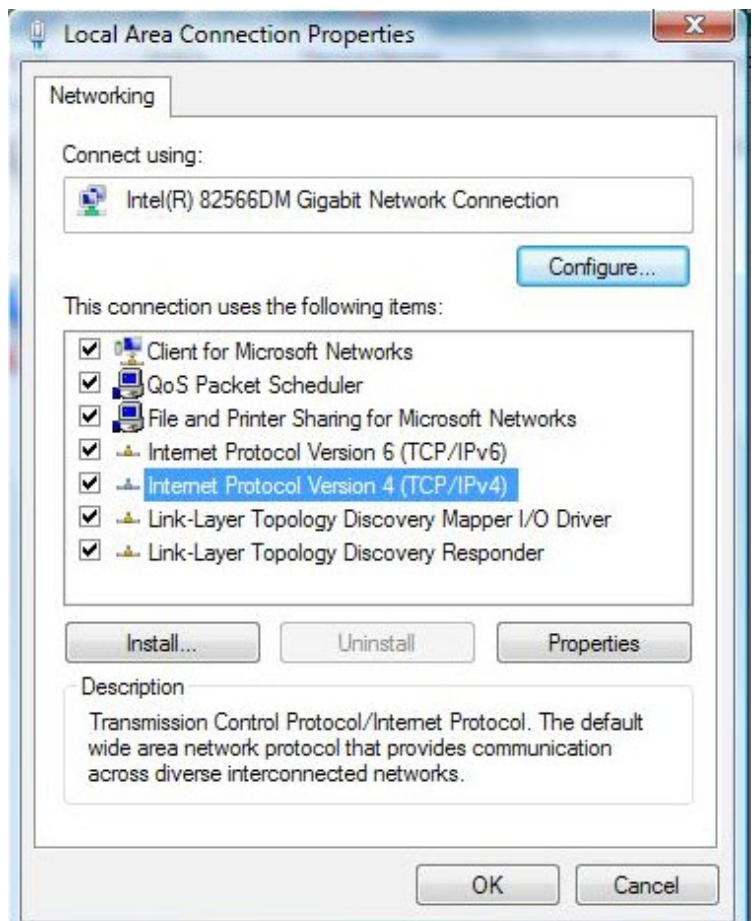 Local Area Connection Properties
Networking
Connect using:
Intel(R) 82566DM Gigabit Network Connection
Configure...
This connection uses the following items:
Client for Microsoft Networks
QoS Packet Scheduler
File and Printer Sharing for Microsoft Networks
Internet Protocol Version 6 (TCP/IPv6)
Internet Protocol Version 4 (TCP/IPv4)
Link-Layer Topology Discovery Mapper I/O Driver
Link-Layer Topology Discovery Responder
Install... Uninstall Properties
Description
Transmission Control Protocol/Internet Protocol. The default
wide area network protocol that provides communication
across diverse interconnected networks.
OK Cancel